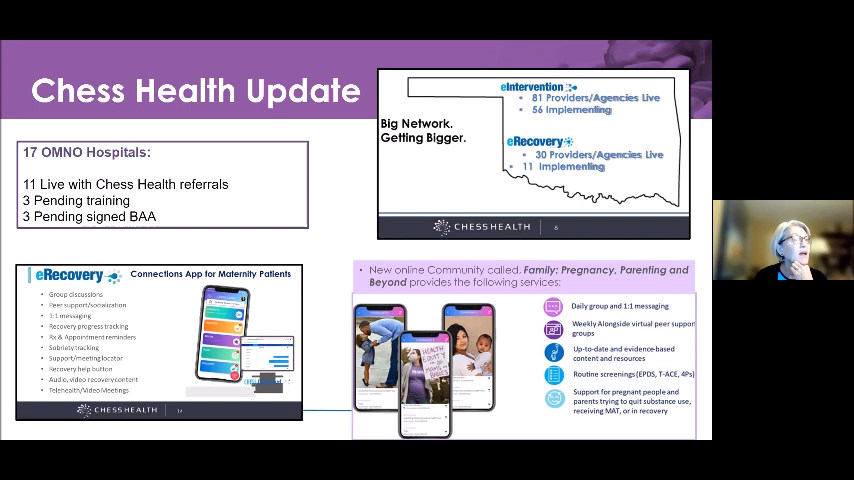 Chess Health Update
17 OMNO Hospitals:
11 Live with Chess Health referrals
3 Pending training
3 Pending signed BAA
Big Network.
Getting Bigger.
eIntervention
• 81 Providers/Agencies Live
• 56 Implementing
eRecovery
• 30 Providers/Agencies Live
• 11 Implementing
CHESSHEALTH
8
eRecovery Connections App for Maternity Patients
• Group discussions
• Peer support/socialization
• 1:1 messaging
• Recovery progress tracking
• Rx & Appointment reminders
• Sobriety tracking
• Support/meeting locator
• Recovery help button
• Audio, video recovery content
• Telehealth/Video Meetings
CHESSHEALTH
• New online Community called, Family: Pregnancy, Parenting and
Beyond provides the following services:
HEALTH
Daily group and 1:1 messaging
Weekly Alongside virtual peer support
groups
Up-to-date and evidence-based
content and resources
Routine screenings (EPDS, T-ACE, 4Ps)
Support for pregnant people and
parents trying to quit substance use,
receiving MAT, or in recovery